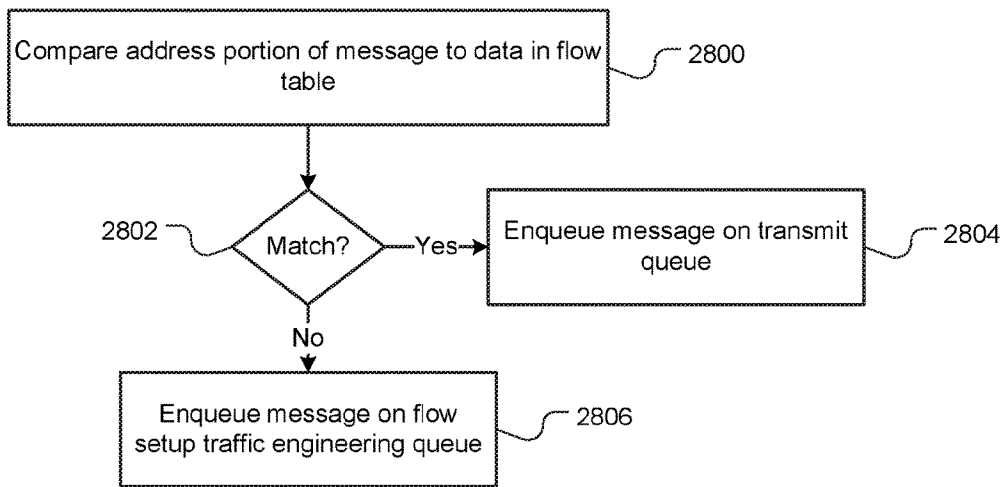 Compare address portion of message to data in flow
table
2800
2802
Match?
Yes
Enqueue message on transmit
queue
2804
No
Enqueue message on flow
setup traffic engineering queue
2806